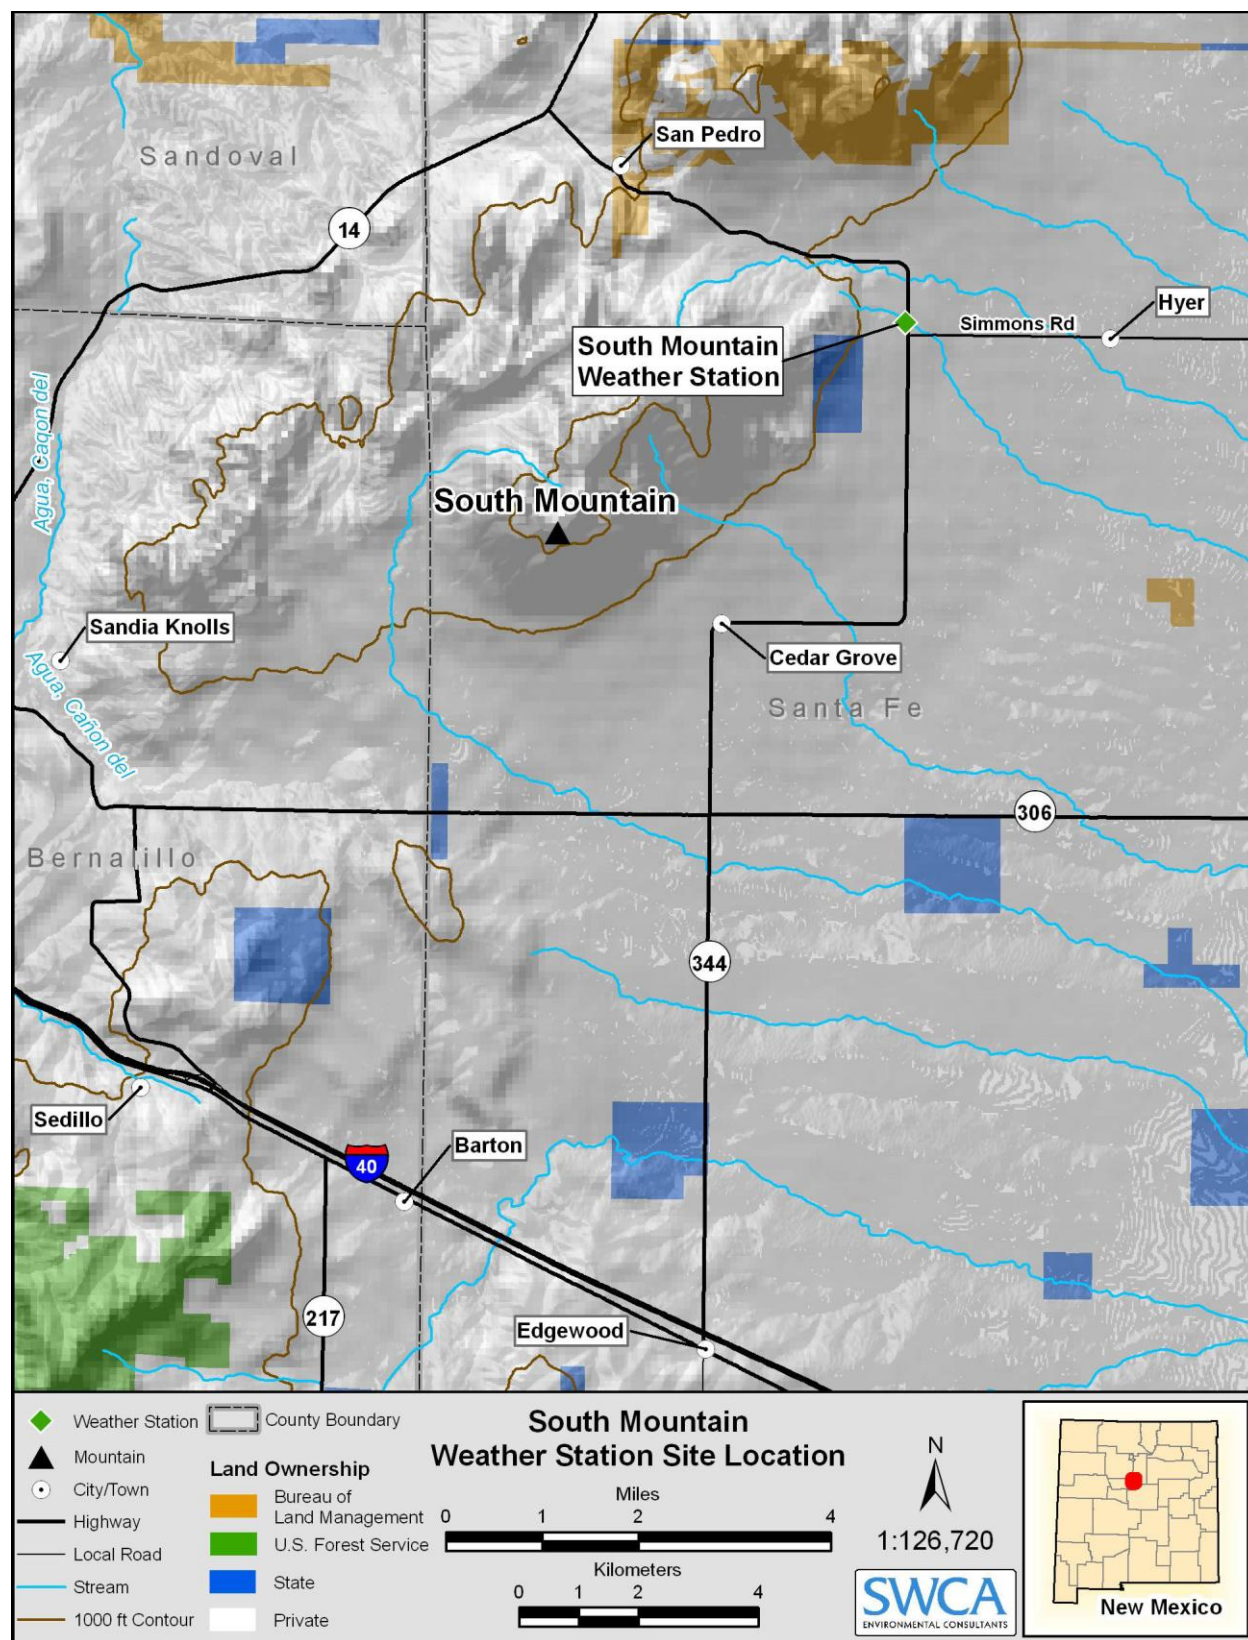 San Pedro
Sandoval
14
Hyer
Simmons Rd
South Mountain
Weather Station
Agua, Caqon del
South Mountain
Sandia Knolls
Cedar Grove
Agua, Cañon del
Santa Fe
306
Bernalillo
344
Sedillo
Barton
40
217
Edgewood
Weather Station
Mountain
City/Town
Highway
Local Road
Stream
1000 ft Contour
County Boundary
Land Ownership
Bureau of
Land Management
U.S. Forest Service
State
Private
South Mountain
Weather Station Site Location
Miles
0 1 2 4
Kilometers
0 1 2 4
N
1:126,720
SWCA
ENVIRONMENTAL CONSULTANTS
New Mexico